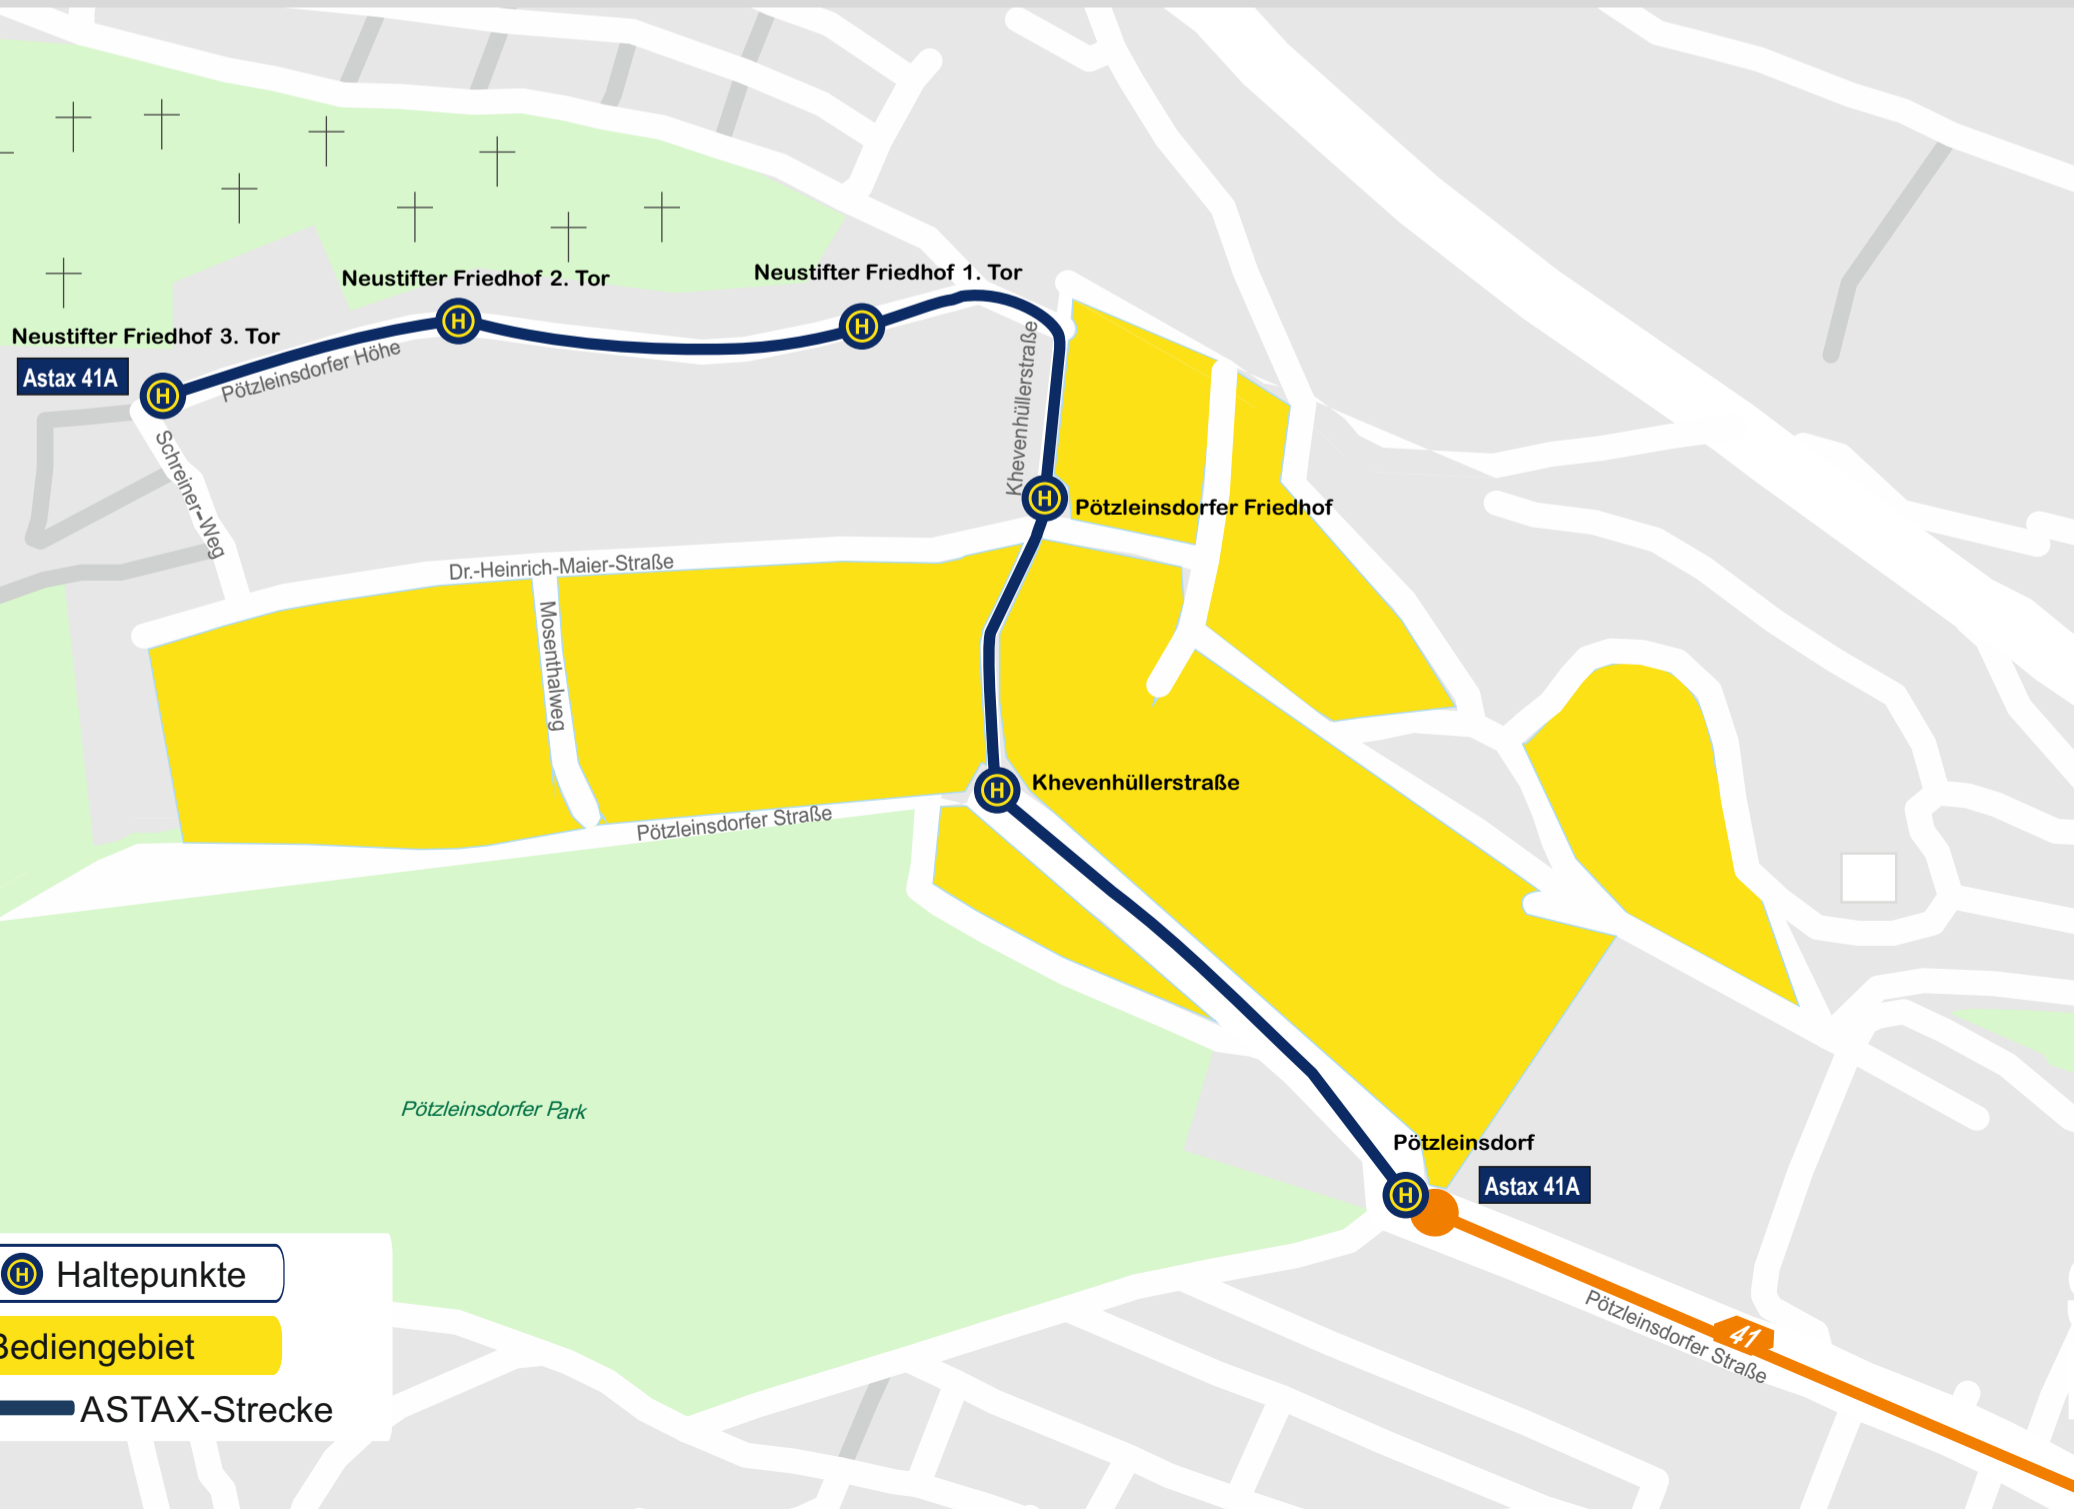 Neustifter Friedhof 2. Tor
Neustifter Friedhof 1. Tor
Neustifter Friedhof 3. Tor
Astax 41A
H
H
H
Pötzleinsdorfer Höhe
Khevenhüllerstraße
Schreiner-Weg
H
Pötzleinsdorfer Friedhof
Dr.-Heinrich-Maier-Straße
Mosenthalweg
H
Khevenhüllerstraße
Pötzleinsdorfer Straße
Pötzleinsdorfer Park
Pötzleinsdorf
H
Astax 41A
41
Pötzleinsdorfer Straße
H Haltepunkte
Bediengebiet
ASTAX-Strecke